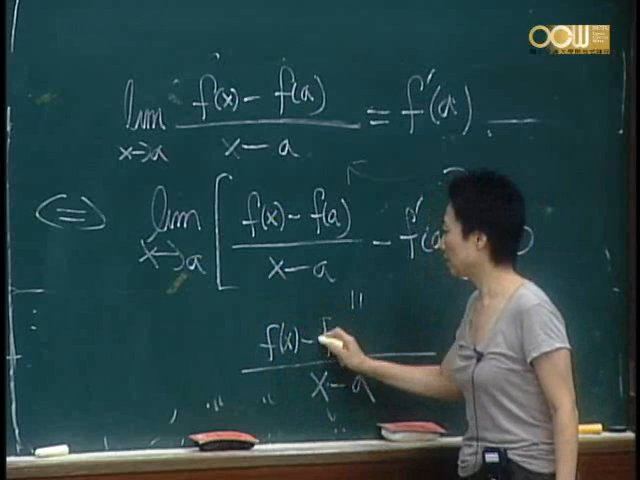 OCW
lim f(x) - f(a) / x - a = f'(a)
x→a
⇔ lim [ f(x) - f(a) / x - a - f'(a
x→a
f(x) - f / x - a